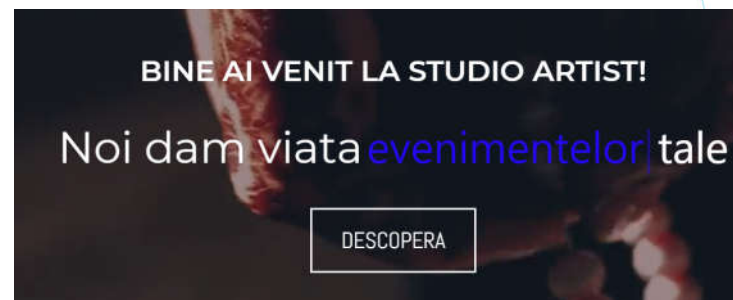 BINE AI VENIT LA STUDIO ARTIST!
Noi dam viata evenimentelor| tale
DESCOPERA